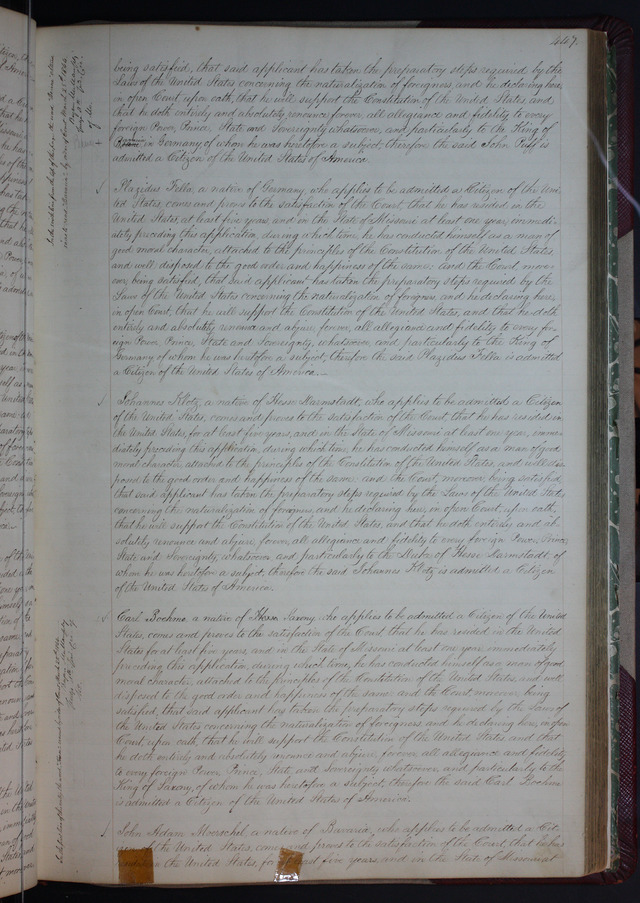 447.
being satisfied, that said applicant has taken the preparatory steps required by the
Laws of the United States concerning the naturalization of foreigners, and he declaring here,
in open Court upon oath, that he will support the Constitution of the United States, and
that he doth entirely and absolutely renounce forever, all allegiance and fidelity to every
foreign Power, Prince, State and Sovereignty whatsoever, and particularly to the King of
in Germany of whom he was heretofore a subject, therefore the said John Puff is
admitted a Citizen of the United States of America.
Plazidus Felix, a native of Germany who applies to be admitted a Citizen of the Uni-
ted States, comes and proves to the satisfaction of the Court, that he has resided in the
United States, at least five years and in the State of Missouri at least one year, immedi-
ately preceding this application, during which time, he has conducted himself as a man of
good moral character, attached to the principles of the Constitution of the United States,
and well disposed to the good order and happiness of the same: And the Court, more-
over being satisfied, that said applicant has taken the preparatory steps required by the
Laws of the United States concerning the naturalization of foreigners, and he declaring here,
in open Court, that he will support the Constitution of the United States, and that he doth
entirely and absolutely renounce and abjure, forever, all allegiance and fidelity to every for-
eign Power, Prince, State and Sovereignty, whatsoever, and particularly to the King of
Germany of whom he was heretofore a subject, therefore the said Plazidus Felix is admitted
a Citizen of the United States of America.
Johannes Klotz, a native of Hesse Darmstadt, who applies to be admitted a Citizen
of the United States, comes and proves to the satisfaction of the Court, that he has resided in
the United States, for at least five years, and in the State of Missouri at least one year, imme-
diately preceding this application, during which time, he has conducted himself as a man of good
moral character, attached to the principles of the Constitution of the United States, and well dis-
posed to the good order and happiness of the same: and the Court, moreover, being satisfied,
that said applicant has taken the preparatory steps required by the Laws of the United States
concerning the naturalization of foreigners, and he declaring here, in open Court, upon oath,
that he will support the Constitution of the United States, and that he doth entirely and ab-
solutely renounce and abjure, forever, all allegiance and fidelity to every foreign Power, Prince,
State and Sovereignty, whatsoever, and particularly to the Duke of Hesse Darmstadt of
whom he was heretofore a subject, therefore the said Johannes Klotz is admitted a Citizen
of the United States of America.
Carl Boehme, a native of Saxony who applies to be admitted a Citizen of the United
States, comes and proves to the satisfaction of the Court that he has resided in the United
States for at least five years, and in the State of Missouri at least one year immediately
preceding this application, during which time, he has conducted himself as a man of good
moral character, attached to the principles of the Constitution of the United States, and well
disposed to the good order and happiness of the same: and the Court moreover being
satisfied, that said applicant has taken the preparatory steps required by the Laws of
the United States concerning the naturalization of foreigners and he declaring here, in open
Court, upon oath, that he will support the Constitution of the United States, and that
he doth entirely and absolutely renounce and abjure, forever all allegiance and fidelity
to every foreign Power, Prince, State and Sovereignty whatsoever, and particularly to the
King of Saxony, of whom he was heretofore a subject, therefore the said Carl Boehme
is admitted a Citizen of the United States of America.
John Adam Moerschel, a native of Bavaria, who applies to be admitted a Cit-
izen of the United States, comes and proves to the satisfaction of the Court, that he has
resided in the United States, for at least five years, and in the State of Missouri at